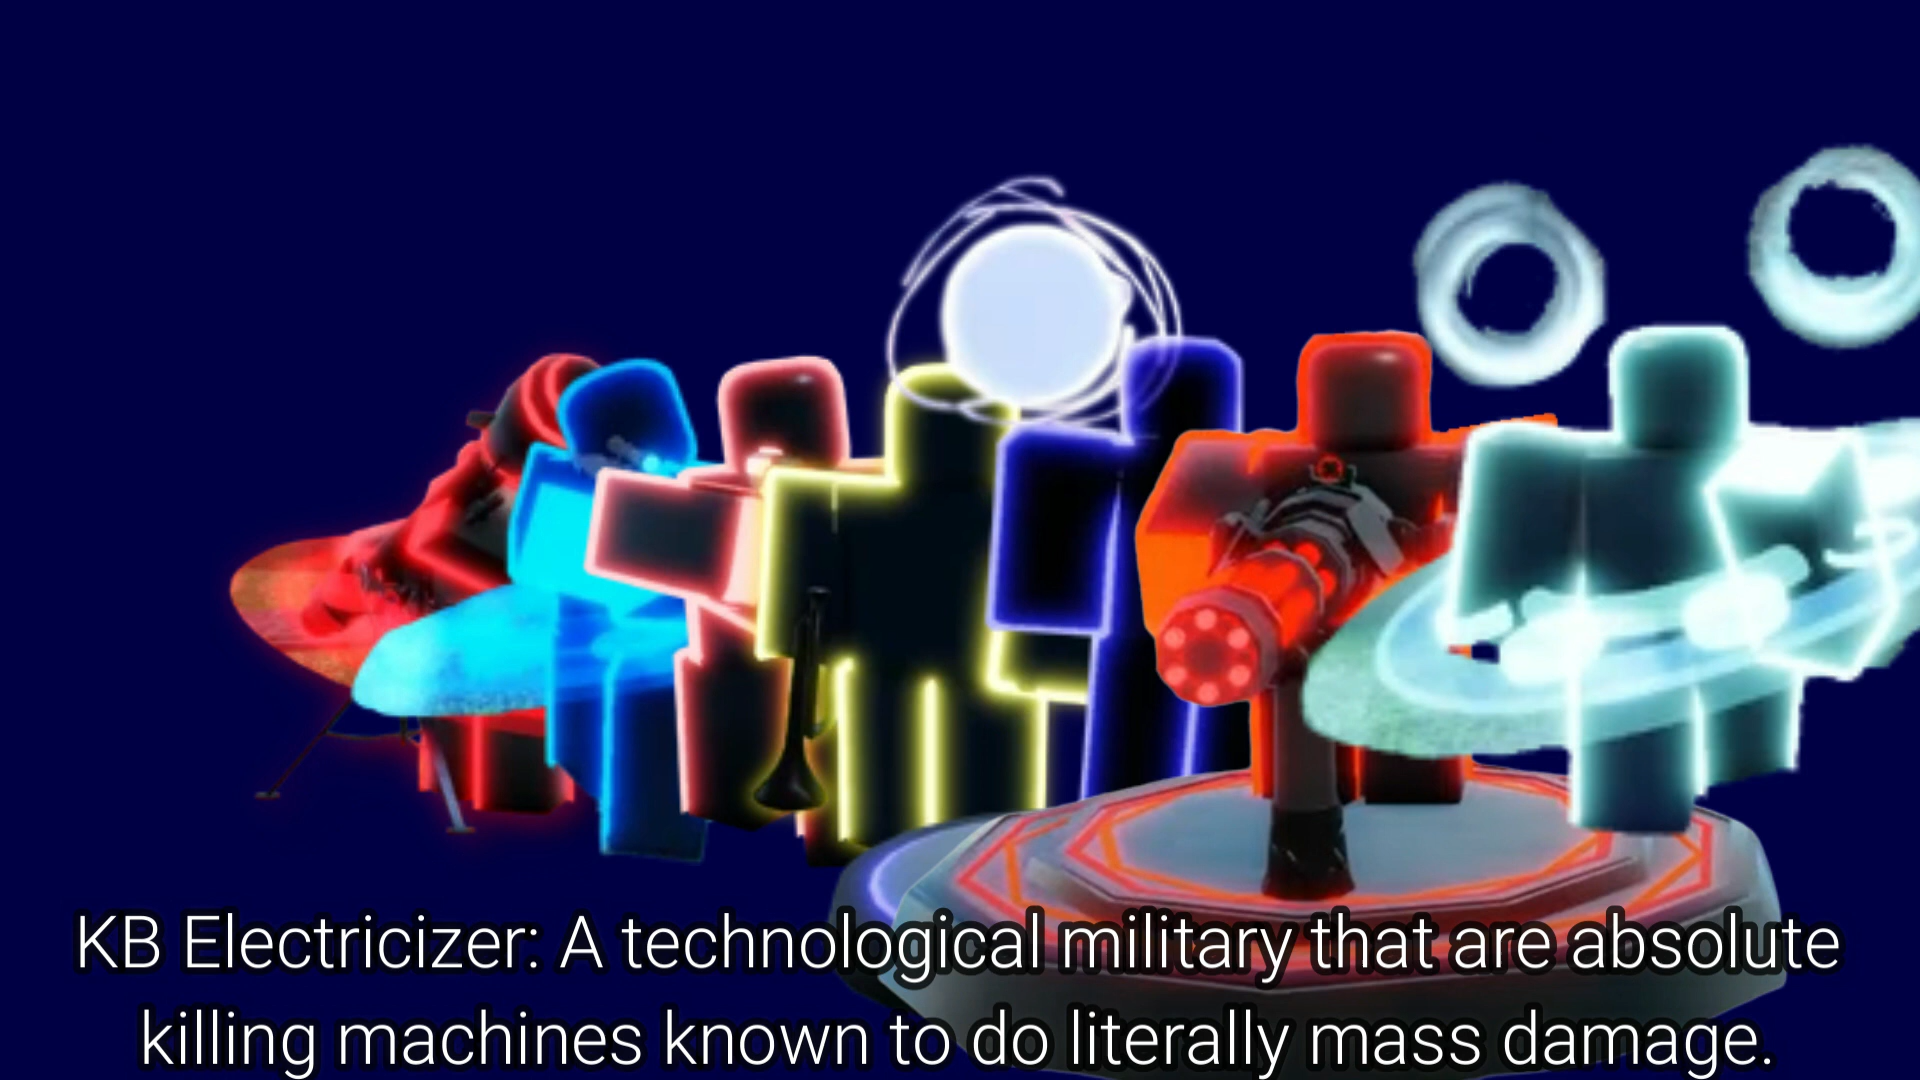 KB Electricizer: A technological military that are absolute
killing machines known to do literally mass damage.